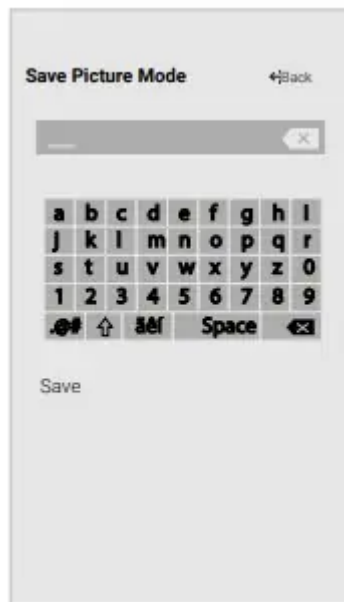 Save Picture Mode Back
a b c d e f g h i
j k l m n o p q r
s t u v w x y z 0
1 2 3 4 5 6 7 8 9
.@# äêí Space
Save